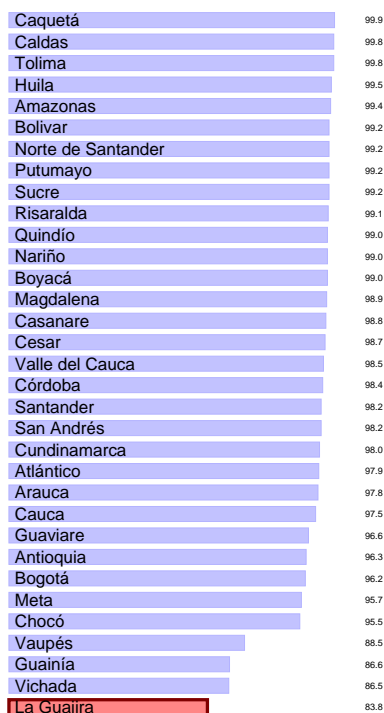 Caquetá 99.9
Caldas 99.8
Tolima 99.8
Huila 99.5
Amazonas 99.4
Bolivar 99.2
Norte de Santander 99.2
Putumayo 99.2
Sucre 99.2
Risaralda 99.1
Quindío 99.0
Nariño 99.0
Boyacá 99.0
Magdalena 98.9
Casanare 98.8
Cesar 98.7
Valle del Cauca 98.5
Córdoba 98.4
Santander 98.2
San Andrés 98.2
Cundinamarca 98.0
Atlántico 97.9
Arauca 97.8
Cauca 97.5
Guaviare 96.6
Antioquia 96.3
Bogotá 96.2
Meta 95.7
Chocó 95.5
Vaupés 88.5
Guainía 86.6
Vichada 86.5
La Guajira 83.8